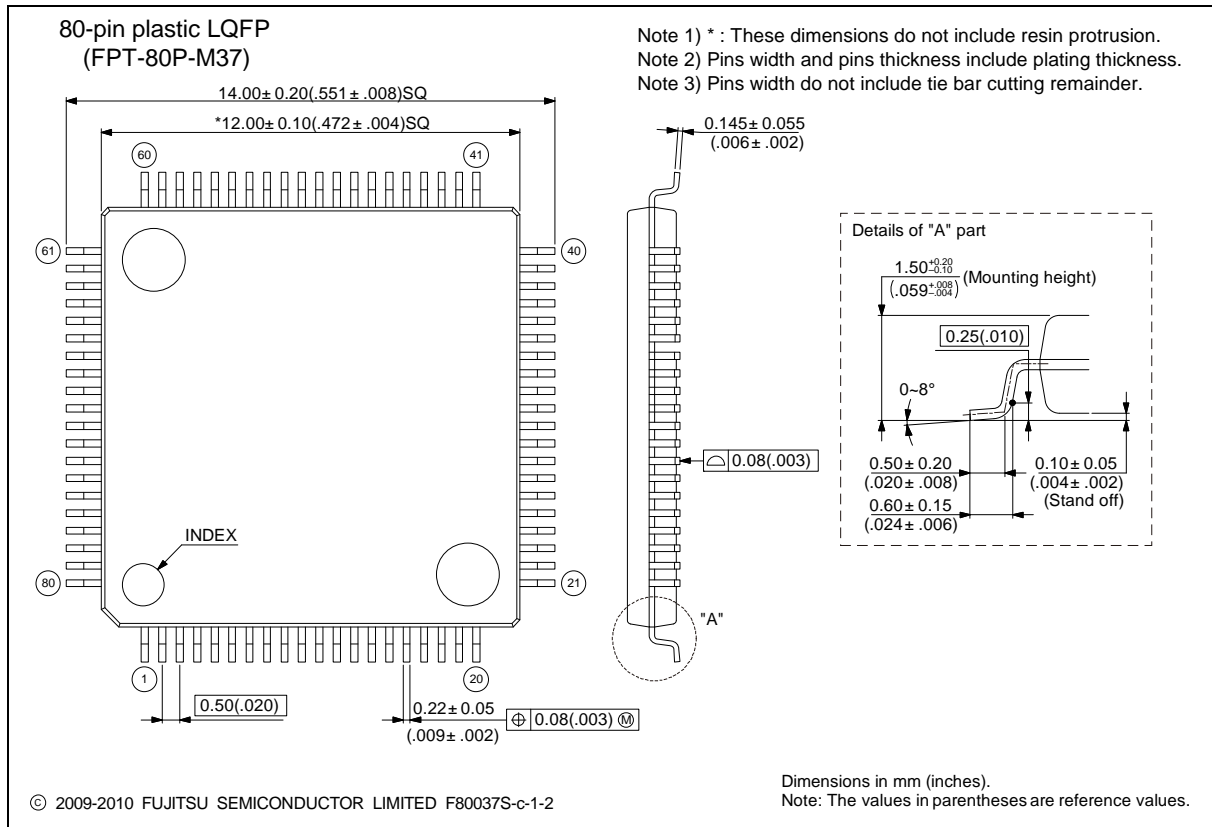 80-pin plastic LQFP
(FPT-80P-M37)
Note 1) * : These dimensions do not include resin protrusion.
Note 2) Pins width and pins thickness include plating thickness.
Note 3) Pins width do not include tie bar cutting remainder.
14.00±0.20(.551±.008)SQ
*12.00±0.10(.472±.004)SQ
0.145±0.055
(.006±.002)
60
41
61
40
Details of "A" part
1.50+0.20−0.10
(.059+.008−.004)
(Mounting height)
0.25(.010)
0~8°
0.08(.003)
0.50±0.20
(.020±.008)
0.60±0.15
(.024±.006)
0.10±0.05
(.004±.002)
(Stand off)
INDEX
80
21
"A"
1
20
0.50(.020)
0.22±0.05
(.009±.002)
⌖ 0.08(.003) Ⓜ
© 2009-2010 FUJITSU SEMICONDUCTOR LIMITED F80037S-c-1-2
Dimensions in mm (inches).
Note: The values in parentheses are reference values.